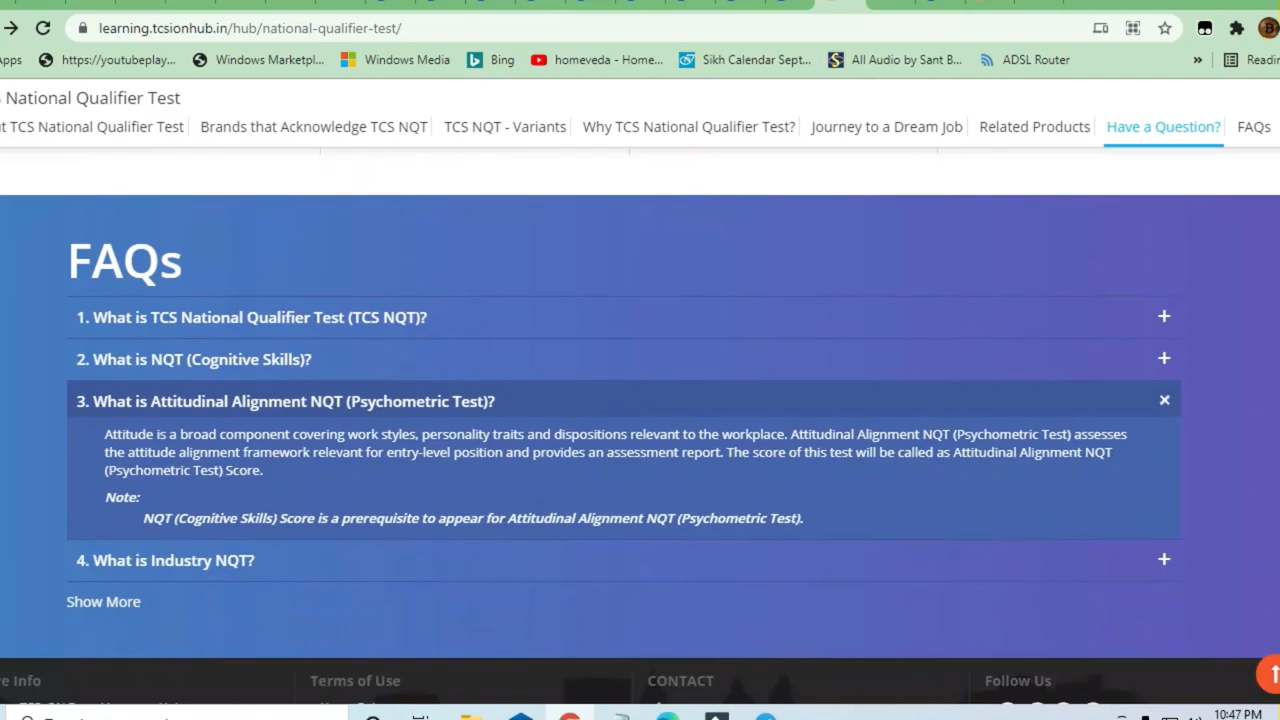 learning.tcsionhub.in/hub/national-qualifier-test/
Apps https://youtubeplay... Windows Marketpl... Windows Media Bing homeveda - Home... Sikh Calendar Sept... All Audio by Sant B... ADSL Router » Readin
National Qualifier Test
t TCS National Qualifier Test Brands that Acknowledge TCS NQT TCS NQT - Variants Why TCS National Qualifier Test? Journey to a Dream Job Related Products Have a Question? FAQs
FAQs
1. What is TCS National Qualifier Test (TCS NQT)? +
2. What is NQT (Cognitive Skills)? +
3. What is Attitudinal Alignment NQT (Psychometric Test)? ×
Attitude is a broad component covering work styles, personality traits and dispositions relevant to the workplace. Attitudinal Alignment NQT (Psychometric Test) assesses
the attitude alignment framework relevant for entry-level position and provides an assessment report. The score of this test will be called as Attitudinal Alignment NQT
(Psychometric Test) Score.
Note:
NQT (Cognitive Skills) Score is a prerequisite to appear for Attitudinal Alignment NQT (Psychometric Test).
4. What is Industry NQT? +
Show More
e Info Terms of Use CONTACT Follow Us
10:47 PM